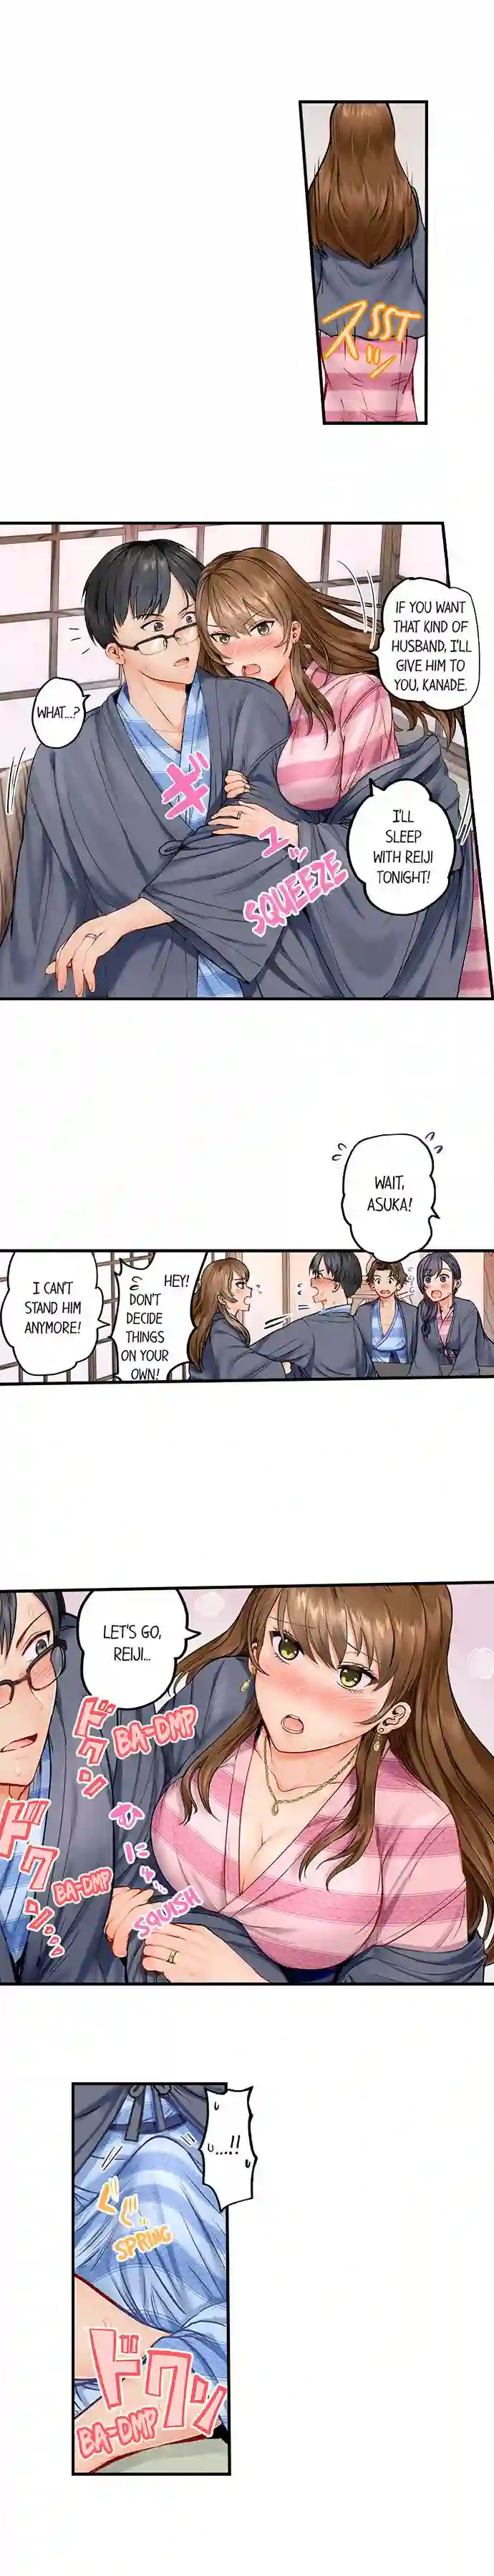 スッ
SST
IF YOU WANT
THAT KIND OF
HUSBAND, I'LL
GIVE HIM TO
YOU, KANADE.
WHAT...?
ギ
ュッ
SQUEEZE
I'LL
SLEEP
WITH REIJI
TONIGHT!
WAIT,
ASUKA!
I CAN'T
STAND HIM
ANYMORE!
HEY!
DON'T
DECIDE
THINGS
ON YOUR
OWN!
LET'S GO,
REIJI...
ドクン
BA-DMP
ドクン...
BA-DMP
むにゅ
SQUISH
....!!
ぐぐ..
SPRING
ドクン
BA-DMP